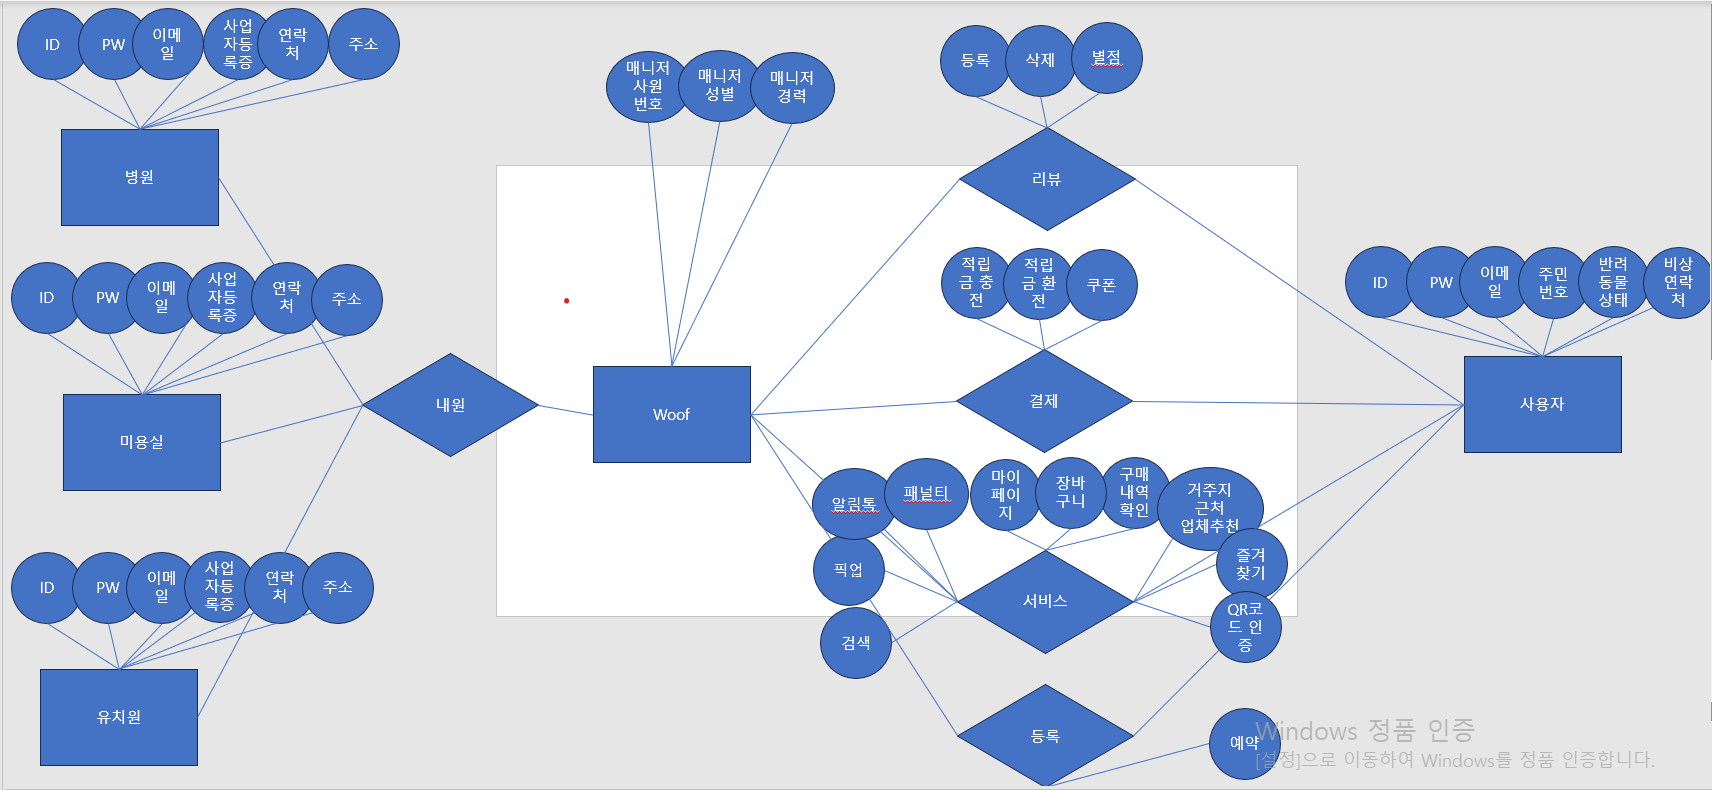 ID
PW
이메
일
사업
자등
록증
연락
처
주소
병원
매니저
사원
번호
매니저
성별
매니저
경력
등록
삭제
별점
리뷰
ID
PW
이메
일
사업
자등
록증
연락
처
주소
미용실
내원
Woof
적립
금 충
전
적립
금 환
전
쿠폰
결제
ID
PW
이메
일
주민
번호
반려
동물
상태
비상
연락
처
사용자
알림톡
패널티
마이
페이
지
장바
구니
구매
내역
확인
거주지
근처
업체추천
즐겨
찾기
QR코
드 인
증
픽업
검색
서비스
ID
PW
이메
일
사업
자등
록증
연락
처
주소
유치원
등록
예약
Windows 정품 인증
[설정]으로 이동하여 Windows를 정품 인증합니다.